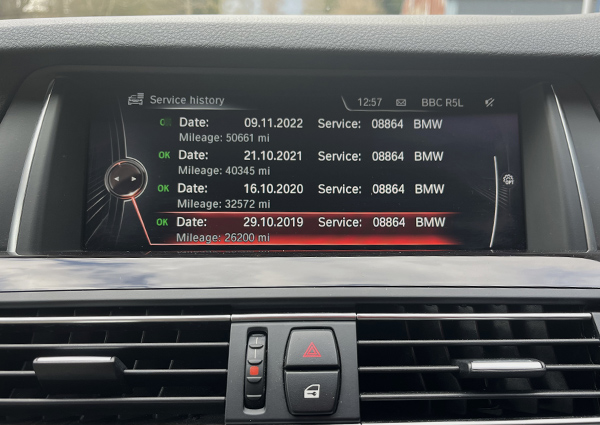 Service history
12:57 BBC R5L
OK Date: 09.11.2022 Service: 08864 BMW
Mileage: 50661 mi
OK Date: 21.10.2021 Service: 08864 BMW
Mileage: 40345 mi
OK Date: 16.10.2020 Service: 08864 BMW
Mileage: 32572 mi
OK Date: 29.10.2019 Service: 08864 BMW
Mileage: 26200 mi